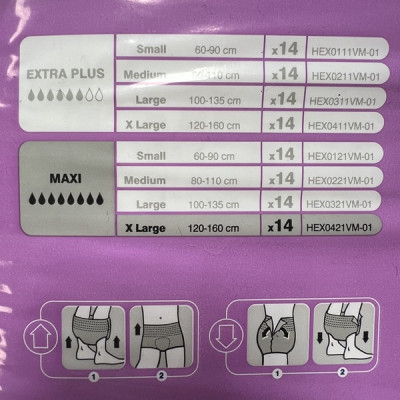 Small 60-90 cm x14 HEX0111VM-01
EXTRA PLUS Medium 80-110 cm x14 HEX0211VM-01
Large 100-135 cm x14 HEX0311VM-01
X Large 120-160 cm x14 HEX0411VM-01
Small 60-90 cm x14 HEX0121VM-01
MAXI Medium 80-110 cm x14 HEX0221VM-01
Large 100-135 cm x14 HEX0321VM-01
X Large 120-160 cm x14 HEX0421VM-01
1 2 1 2